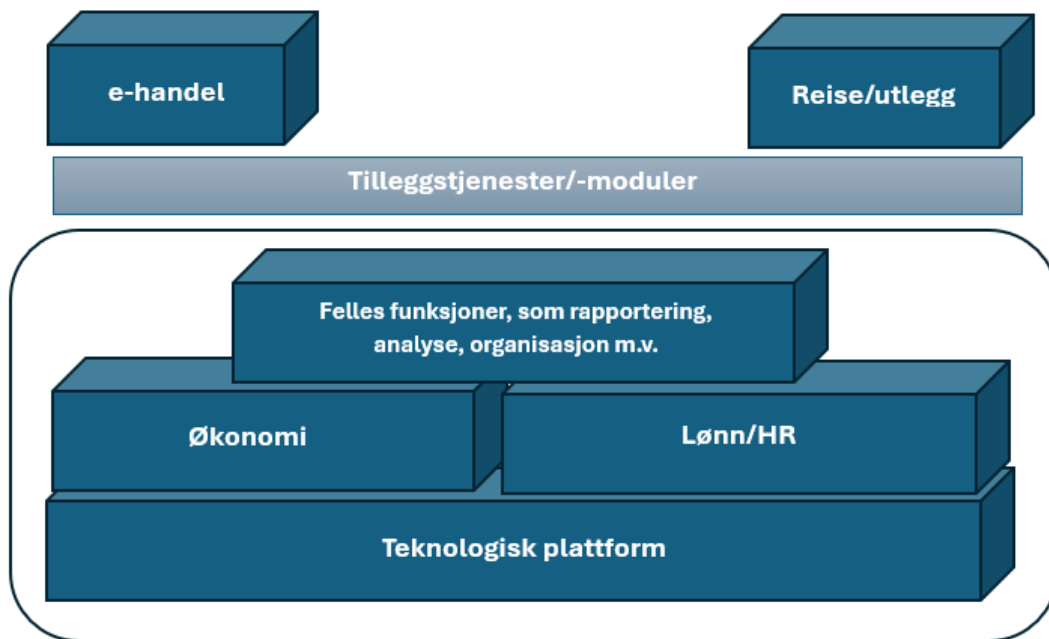 e-handel
Reise/utlegg
Tilleggstjenester/-moduler
Felles funksjoner, som rapportering,
analyse, organisasjon m.v.
Økonomi
Lønn/HR
Teknologisk plattform